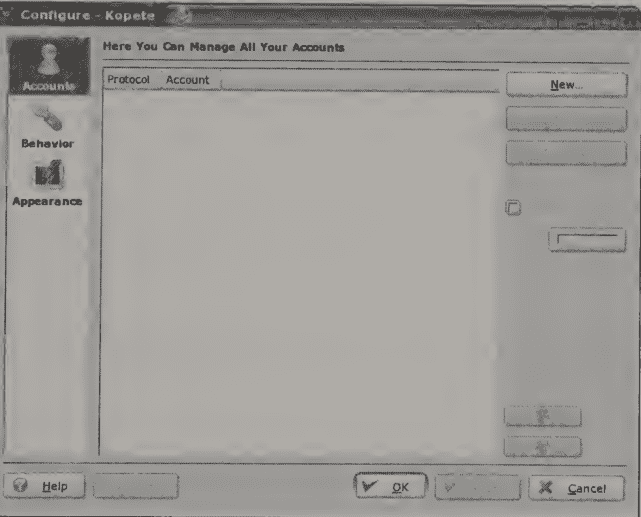 Configure - Kopete
Here You Can Manage All Your Accounts
Accounts
Behavior
Appearance
Protocol Account
New...
Help
OK
Cancel